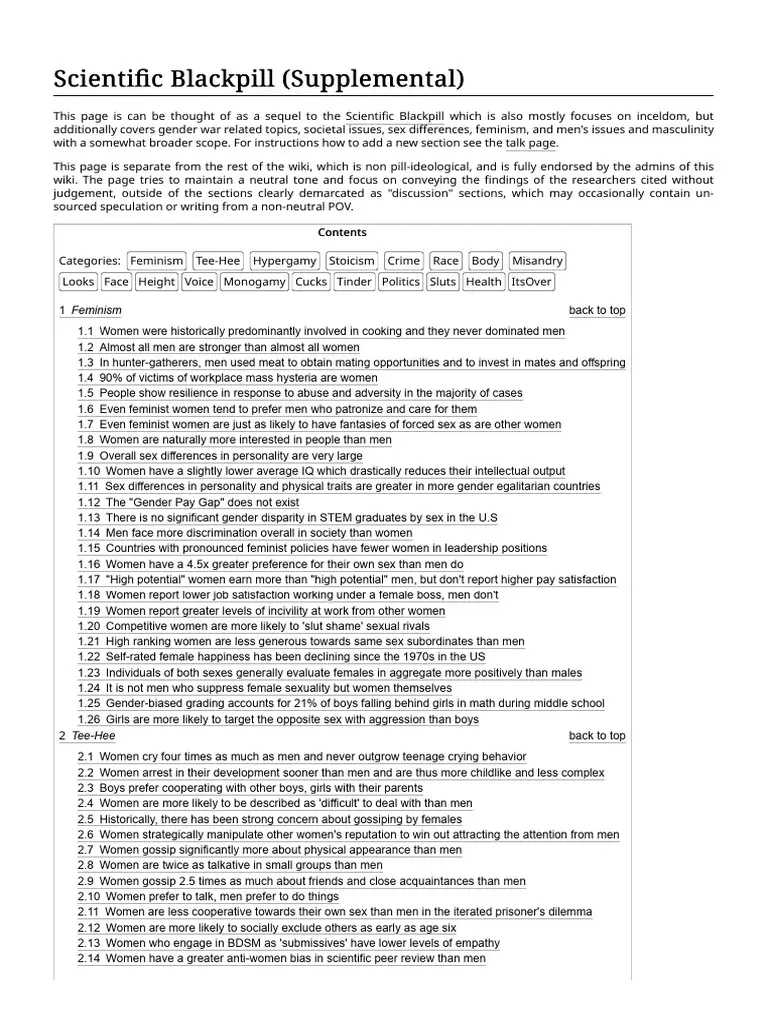 Scientific Blackpill (Supplemental)
This page is can be thought of as a sequel to the Scientific Blackpill which is also mostly focuses on inceldom, but
additionally covers gender war related topics, societal issues, sex differences, feminism, and men's issues and masculinity
with a somewhat broader scope. For instructions how to add a new section see the talk page.
This page is separate from the rest of the wiki, which is non pill-ideological, and is fully endorsed by the admins of this
wiki. The page tries to maintain a neutral tone and focus on conveying the findings of the researchers cited without
judgement, outside of the sections clearly demarcated as "discussion" sections, which may occasionally contain un-
sourced speculation or writing from a non-neutral POV.
Contents
Categories: Feminism Tee-Hee Hypergamy Stoicism Crime Race Body Misandry
Looks Face Height Voice Monogamy Cucks Tinder Politics Sluts Health ItsOver
1 Feminism back to top
1.1 Women were historically predominantly involved in cooking and they never dominated men
1.2 Almost all men are stronger than almost all women
1.3 In hunter-gatherers, men used meat to obtain mating opportunities and to invest in mates and offspring
1.4 90% of victims of workplace mass hysteria are women
1.5 People show resilience in response to abuse and adversity in the majority of cases
1.6 Even feminist women tend to prefer men who patronize and care for them
1.7 Even feminist women are just as likely to have fantasies of forced sex as are other women
1.8 Women are naturally more interested in people than men
1.9 Overall sex differences in personality are very large
1.10 Women have a slightly lower average IQ which drastically reduces their intellectual output
1.11 Sex differences in personality and physical traits are greater in more gender egalitarian countries
1.12 The "Gender Pay Gap" does not exist
1.13 There is no significant gender disparity in STEM graduates by sex in the U.S
1.14 Men face more discrimination overall in society than women
1.15 Countries with pronounced feminist policies have fewer women in leadership positions
1.16 Women have a 4.5x greater preference for their own sex than men do
1.17 "High potential" women earn more than "high potential" men, but don't report higher pay satisfaction
1.18 Women report lower job satisfaction working under a female boss, men don't
1.19 Women report greater levels of incivility at work from other women
1.20 Competitive women are more likely to 'slut shame' sexual rivals
1.21 High ranking women are less generous towards same sex subordinates than men
1.22 Self-rated female happiness has been declining since the 1970s in the US
1.23 Individuals of both sexes generally evaluate females in aggregate more positively than males
1.24 It is not men who suppress female sexuality but women themselves
1.25 Gender-biased grading accounts for 21% of boys falling behind girls in math during middle school
1.26 Girls are more likely to target the opposite sex with aggression than boys
2 Tee-Hee back to top
2.1 Women cry four times as much as men and never outgrow teenage crying behavior
2.2 Women arrest in their development sooner than men and are thus more childlike and less complex
2.3 Boys prefer cooperating with other boys, girls with their parents
2.4 Women are more likely to be described as 'difficult' to deal with than men
2.5 Historically, there has been strong concern about gossiping by females
2.6 Women strategically manipulate other women's reputation to win out attracting the attention from men
2.7 Women gossip significantly more about physical appearance than men
2.8 Women are twice as talkative in small groups than men
2.9 Women gossip 2.5 times as much about friends and close acquaintances than men
2.10 Women prefer to talk, men prefer to do things
2.11 Women are less cooperative towards their own sex than men in the iterated prisoner's dilemma
2.12 Women are more likely to socially exclude others as early as age six
2.13 Women who engage in BDSM as 'submissives' have lower levels of empathy
2.14 Women have a greater anti-women bias in scientific peer review than men